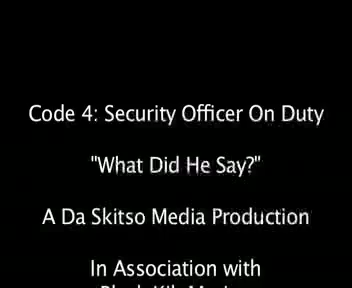 Code 4: Security Officer On Duty
"What Did He Say?"
A Da Skitso Media Production
In Association with